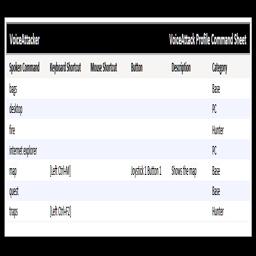 VoiceAttacker VoiceAttack Profile Command Sheet
Spoken Command Keyboard Shortcut Mouse Shortcut Button Description Category
bags Base
desktop PC
fire Hunter
internet explorer PC
map [Left Ctrl+M] Joystick 1 Button 1 Shows the map Base
quest Base
traps [Left Ctrl+F2] Hunter